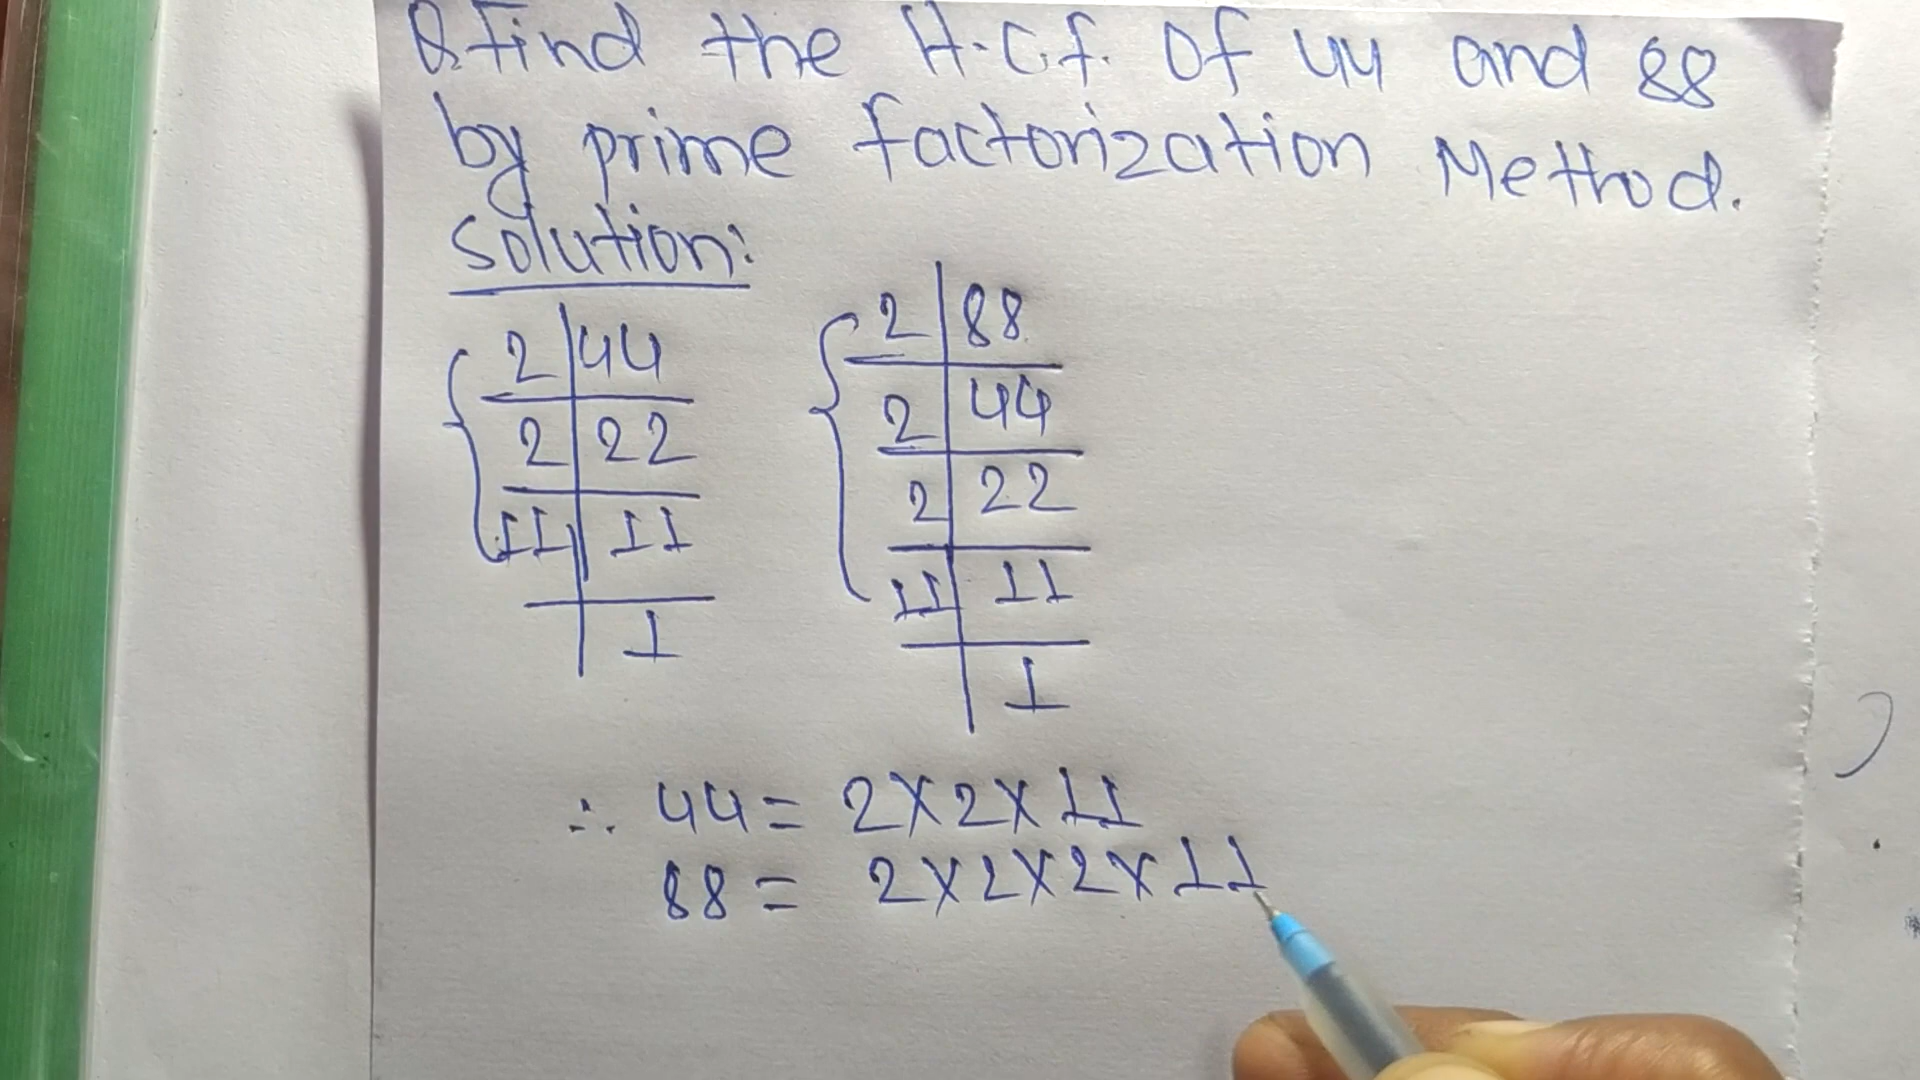 Q. Find the H.C.f. Of 44 and 88
by prime factorization Method.
Solution:
2 | 44
2 | 22
11 | 11
1
2 | 88
2 | 44
2 | 22
11 | 11
1
∴ 44 = 2×2×11
88 = 2×2×2×11